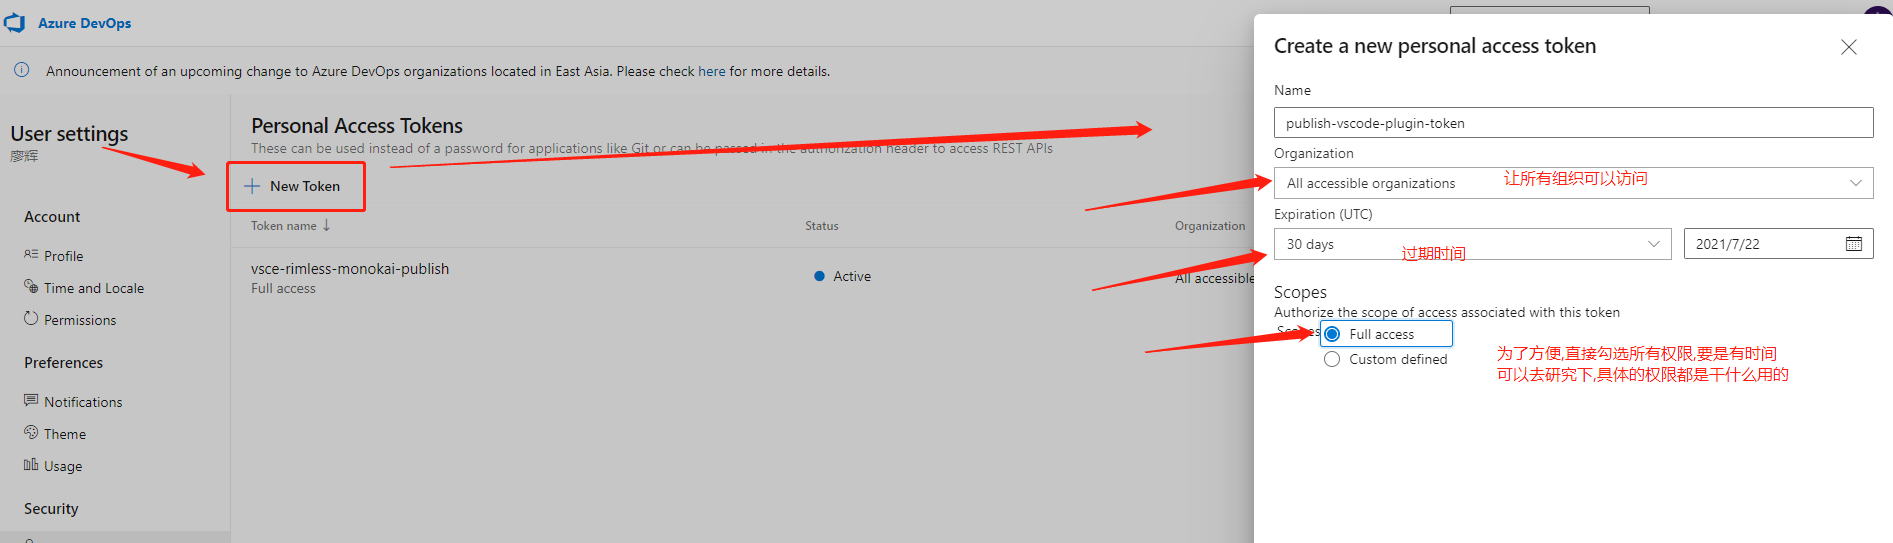 Azure DevOps
Announcement of an upcoming change to Azure DevOps organizations located in East Asia. Please check here for more details.
User settings
廖辉
Account
Profile
Time and Locale
Permissions
Preferences
Notifications
Theme
Usage
Security
Personal Access Tokens
These can be used instead of a password for applications like Git or can be passed in the authorization header to access REST APIs
New Token
Token name ↓
Status
Organization
vsce-rimless-monokai-publish
Full access
Active
All accessible
Create a new personal access token
Name
publish-vscode-plugin-token
Organization
All accessible organizations
让所有组织可以访问
Expiration (UTC)
30 days
过期时间
2021/7/22
Scopes
Authorize the scope of access associated with this token
Scopes
Full access
Custom defined
为了方便,直接勾选所有权限,要是有时间
可以去研究下,具体的权限都是干什么用的